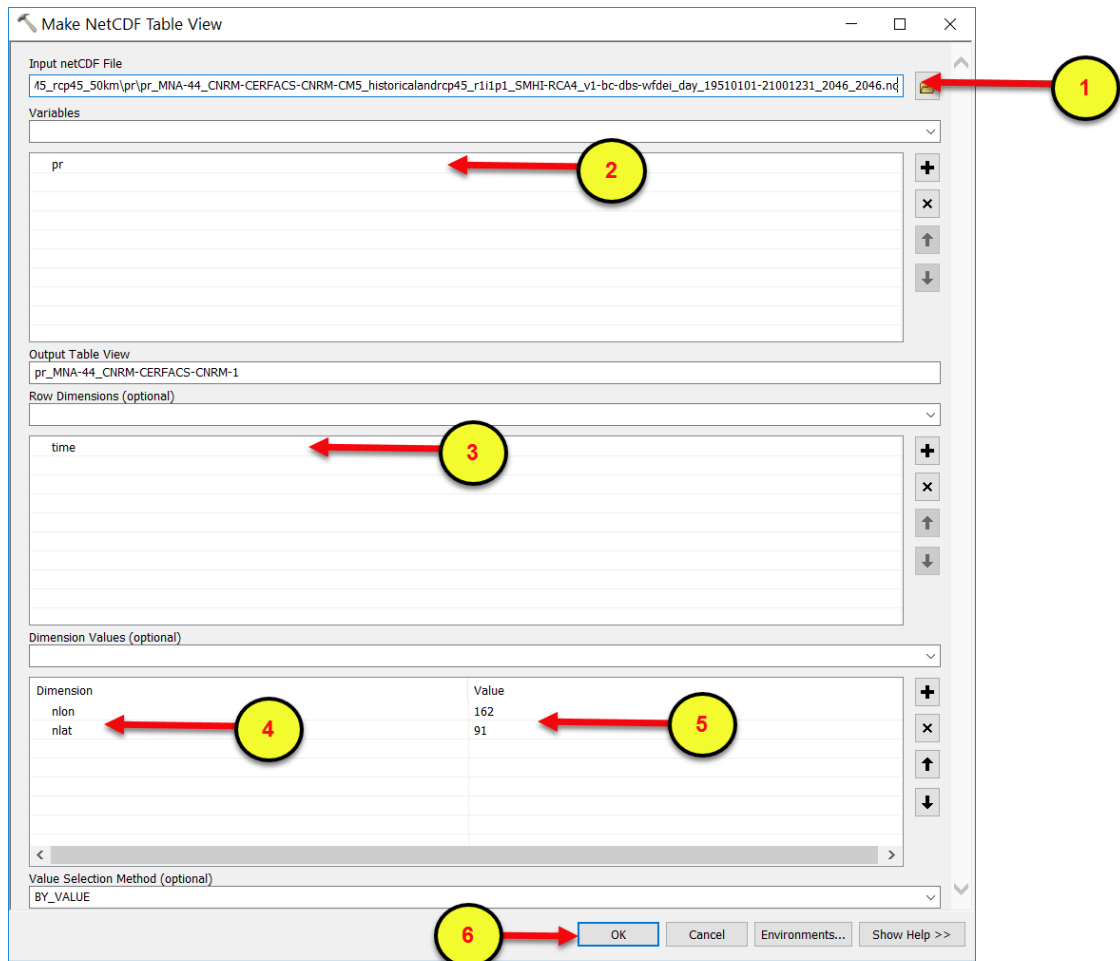 Make NetCDF Table View
Input netCDF File
45_rcp45_50km\pr\pr_MNA-44_CNRM-CERFACS-CNRM-CM5_historicalandrcp45_r1i1p1_SMHI-RCA4_v1-bc-dbs-wfdei_day_19510101-21001231_2046_2046.nc
1
Variables
pr
2
Output Table View
pr_MNA-44_CNRM-CERFACS-CNRM-1
Row Dimensions (optional)
time
3
Dimension Values (optional)
Dimension Value
nlon 162
nlat 91
4 5
Value Selection Method (optional)
BY_VALUE
6 OK Cancel Environments... Show Help >>